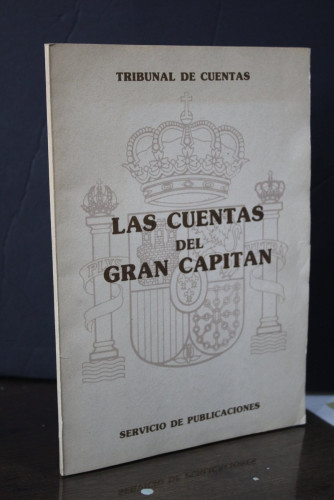 TRIBUNAL DE CUENTAS
LAS CUENTAS
DEL
GRAN CAPITAN
SERVICIO DE PUBLICACIONES